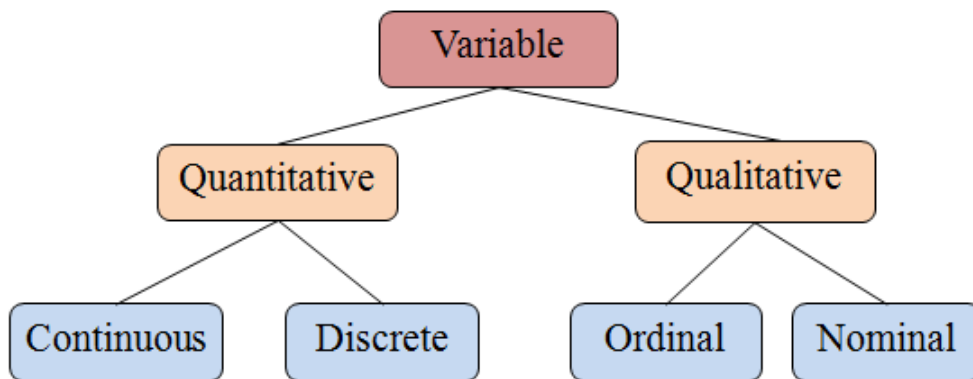 Variable
Quantitative
Qualitative
Continuous
Discrete
Ordinal
Nominal